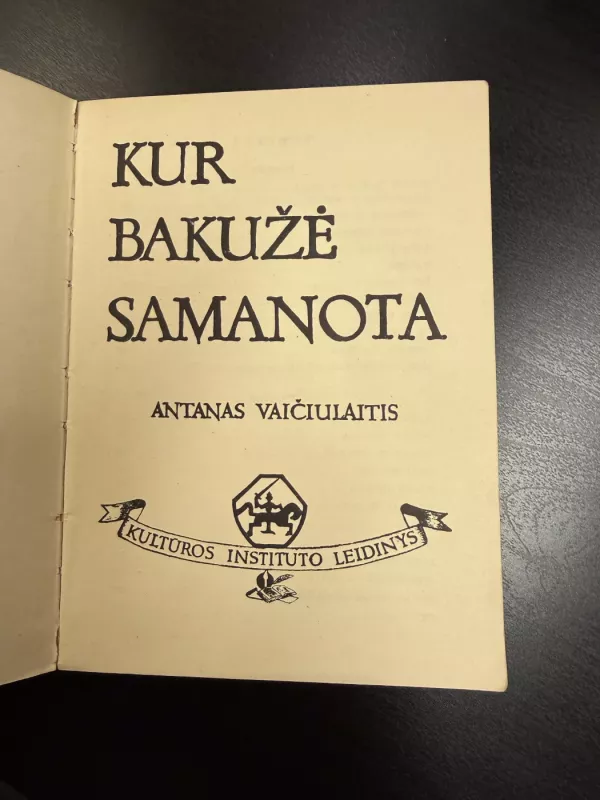 KUR
BAKUŽĖ
SAMANOTA
ANTANAS VAIČIULAITIS
KULTŪROS INSTITUTO LEIDINYS